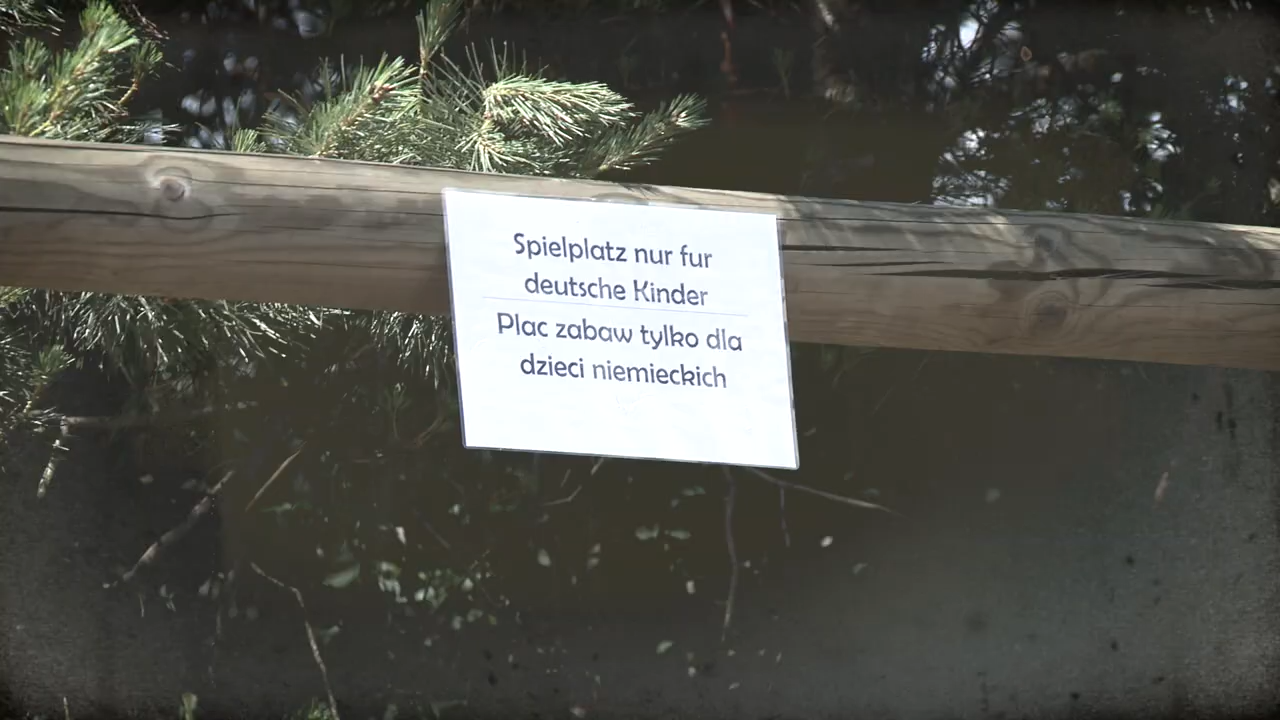 Spielplatz nur fur
deutsche Kinder
Plac zabaw tylko dla
dzieci niemieckich